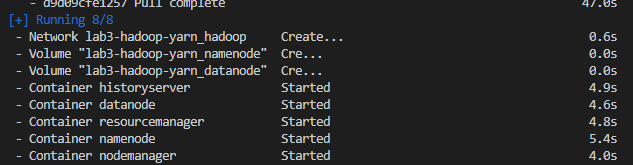 - d9d09cfe1257 Pull complete 47.0s
[+] Running 8/8
- Network lab3-hadoop-yarn_hadoop Create... 0.6s
- Volume "lab3-hadoop-yarn_namenode" Cre... 0.0s
- Volume "lab3-hadoop-yarn_datanode" Cre... 0.0s
- Container historyserver Started 4.9s
- Container datanode Started 4.6s
- Container resourcemanager Started 4.8s
- Container namenode Started 5.4s
- Container nodemanager Started 4.0s